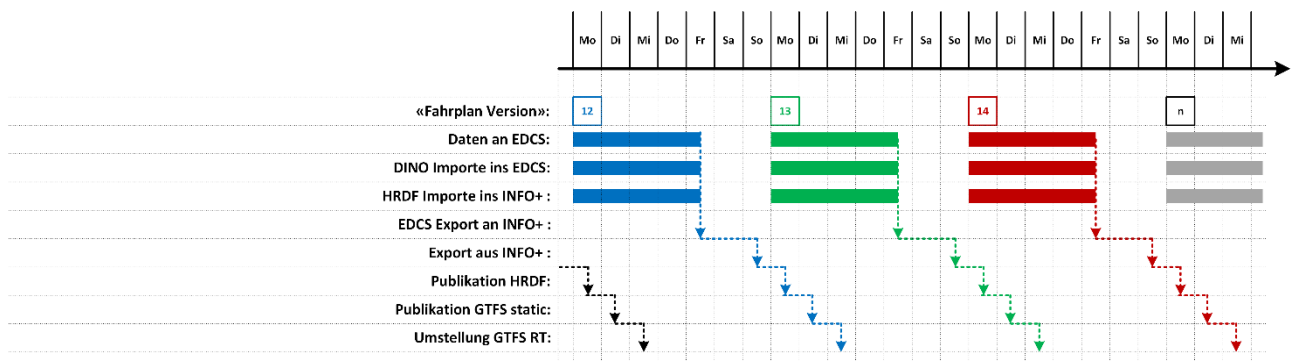 Mo Di Mi Do Fr Sa So Mo Di Mi Do Fr Sa So Mo Di Mi Do Fr Sa So Mo Di Mi
«Fahrplan Version»: 12 13 14 n
Daten an EDCS:
DINO Importe ins EDCS:
HRDF Importe ins INFO+ :
EDCS Export an INFO+ :
Export aus INFO+ :
Publikation HRDF:
Publikation GTFS static:
Umstellung GTFS RT: